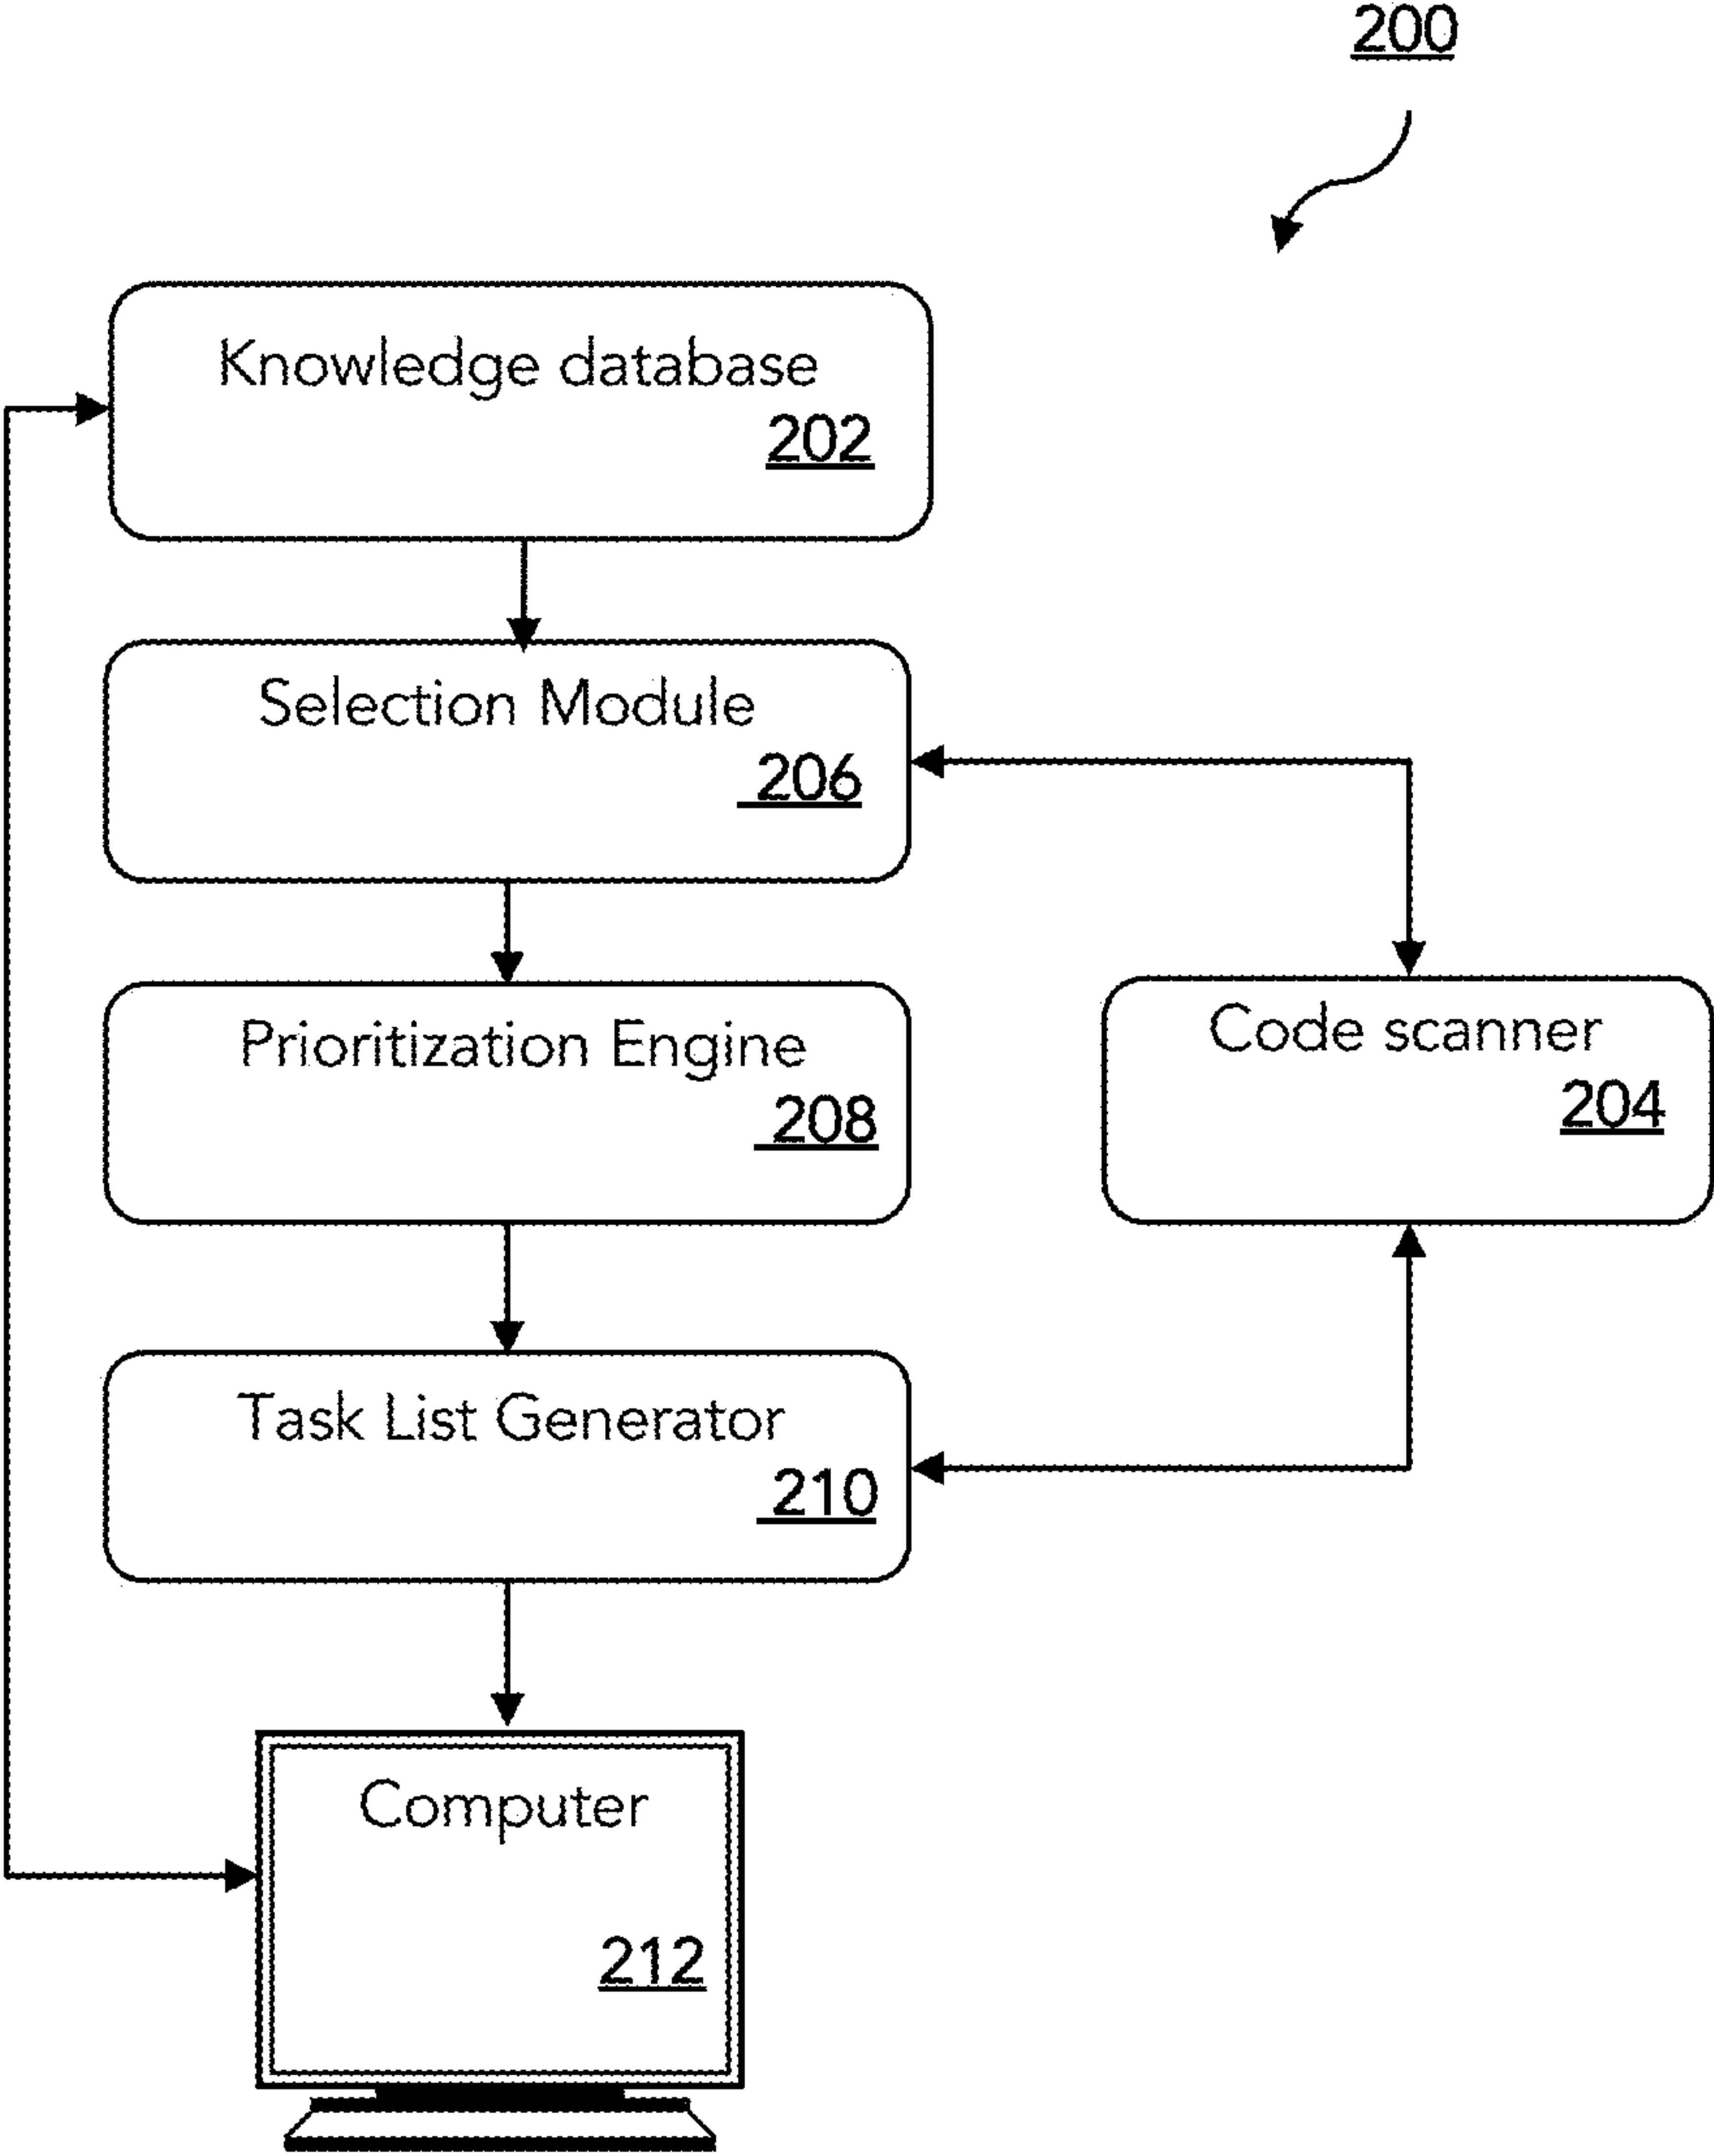 200
Knowledge database
202
Selection Module
206
Prioritization Engine
208
Code scanner
204
Task List Generator
210
Computer
212